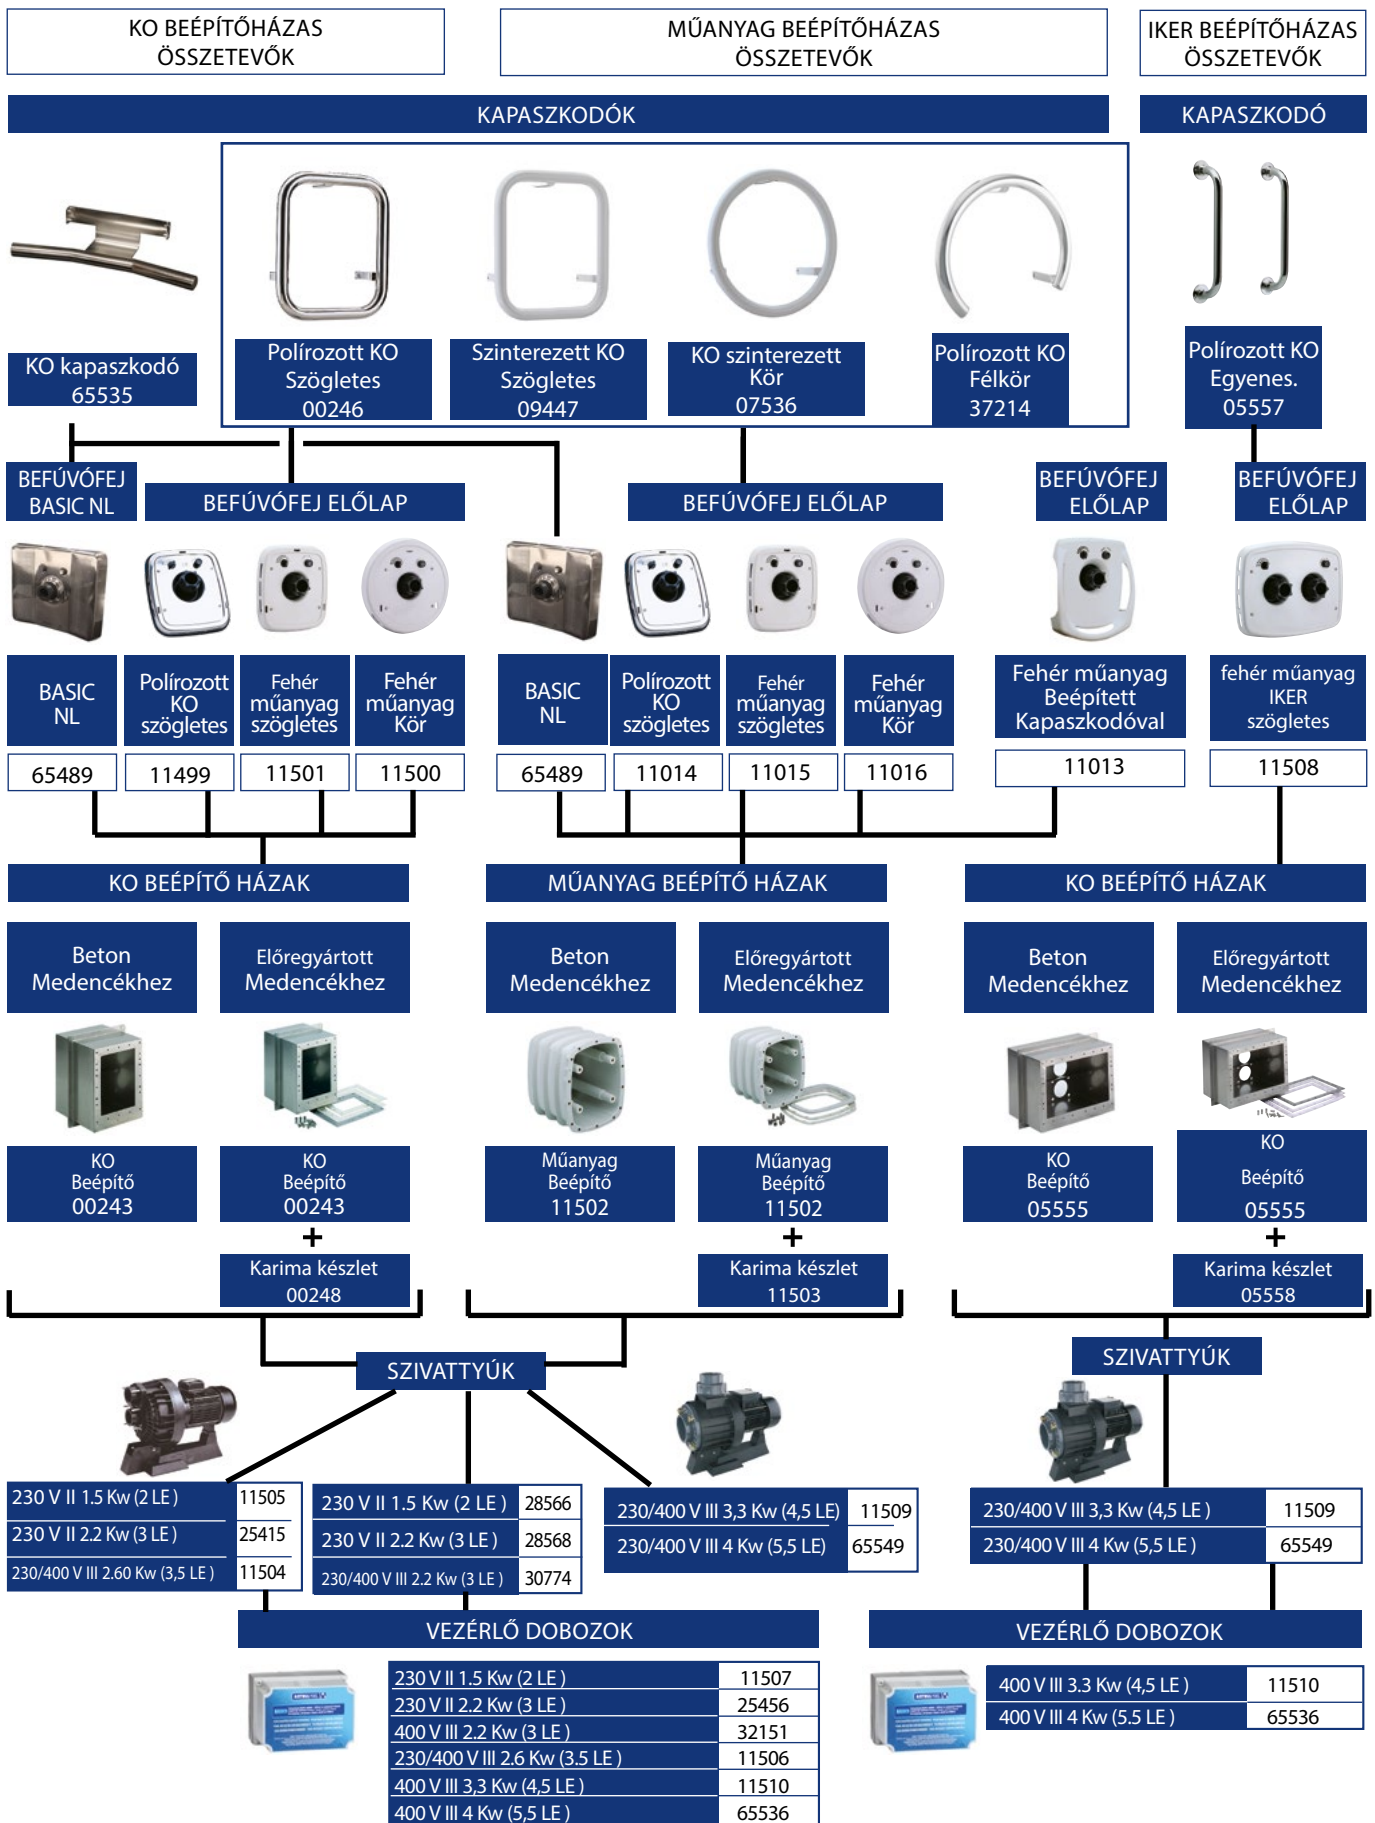 KO BEÉPÍTŐHÁZAS
ÖSSZETEVŐK
MŰANYAG BEÉPÍTŐHÁZAS
ÖSSZETEVŐK
IKER BEÉPÍTŐHÁZAS
ÖSSZETEVŐK
KAPASZKODÓK
KAPASZKODÓ
KO kapaszkodó
65535
Polírozott KO
Szögletes
00246
Szinterezett KO
Szögletes
09447
KO szinterezett
Kör
07536
Polírozott KO
Félkör
37214
Polírozott KO
Egyenes.
05557
BEFÚVÓFEJ
BASIC NL
BEFÚVÓFEJ ELŐLAP
BEFÚVÓFEJ ELŐLAP
BEFÚVÓFEJ
ELŐLAP
BEFÚVÓFEJ
ELŐLAP
BASIC
NL
Polírozott
KO
szögletes
Fehér
műanyag
szögletes
Fehér
műanyag
Kör
BASIC
NL
Polírozott
KO
szögletes
Fehér
műanyag
szögletes
Fehér
műanyag
Kör
Fehér műanyag
Beépített
Kapaszkodóval
fehér műanyag
IKER
szögletes
65489
11499
11501
11500
65489
11014
11015
11016
11013
11508
KO BEÉPÍTŐ HÁZAK
MŰANYAG BEÉPÍTŐ HÁZAK
KO BEÉPÍTŐ HÁZAK
Beton
Medencékhez
Előregyártott
Medencékhez
Beton
Medencékhez
Előregyártott
Medencékhez
Beton
Medencékhez
Előregyártott
Medencékhez
KO
Beépítő
00243
KO
Beépítő
00243
+
Karima készlet
00248
Műanyag
Beépítő
11502
Műanyag
Beépítő
11502
+
Karima készlet
11503
KO
Beépítő
05555
KO
Beépítő
05555
+
Karima készlet
05558
SZIVATTYÚK
SZIVATTYÚK
230 V II 1.5 Kw (2 LE ) 11505
230 V II 2.2 Kw (3 LE ) 25415
230/400 V III 2.60 Kw (3,5 LE ) 11504
230 V II 1.5 Kw (2 LE ) 28566
230 V II 2.2 Kw (3 LE ) 28568
230/400 V III 2.2 Kw (3 LE ) 30774
230/400 V III 3,3 Kw (4,5 LE) 11509
230/400 V III 4 Kw (5,5 LE) 65549
230/400 V III 3,3 Kw (4,5 LE ) 11509
230/400 V III 4 Kw (5,5 LE ) 65549
VEZÉRLŐ DOBOZOK
230 V II 1.5 Kw (2 LE ) 11507
230 V II 2.2 Kw (3 LE ) 25456
400 V III 2.2 Kw (3 LE ) 32151
230/400 V III 2.6 Kw (3.5 LE ) 11506
400 V III 3,3 Kw (4,5 LE ) 11510
400 V III 4 Kw (5,5 LE ) 65536
VEZÉRLŐ DOBOZOK
400 V III 3.3 Kw (4,5 LE ) 11510
400 V III 4 Kw (5.5 LE ) 65536